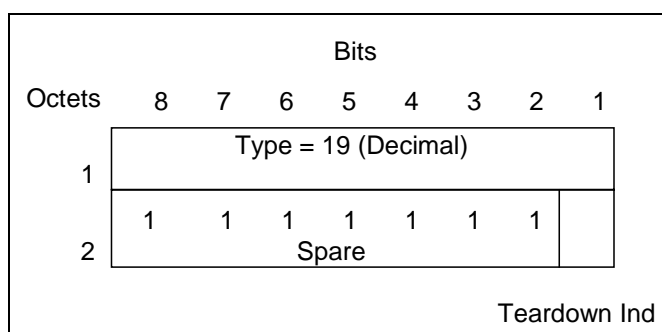 Bits
Octets 8 7 6 5 4 3 2 1
Type = 19 (Decimal)
1
1 1 1 1 1 1 1
2 Spare
Teardown Ind